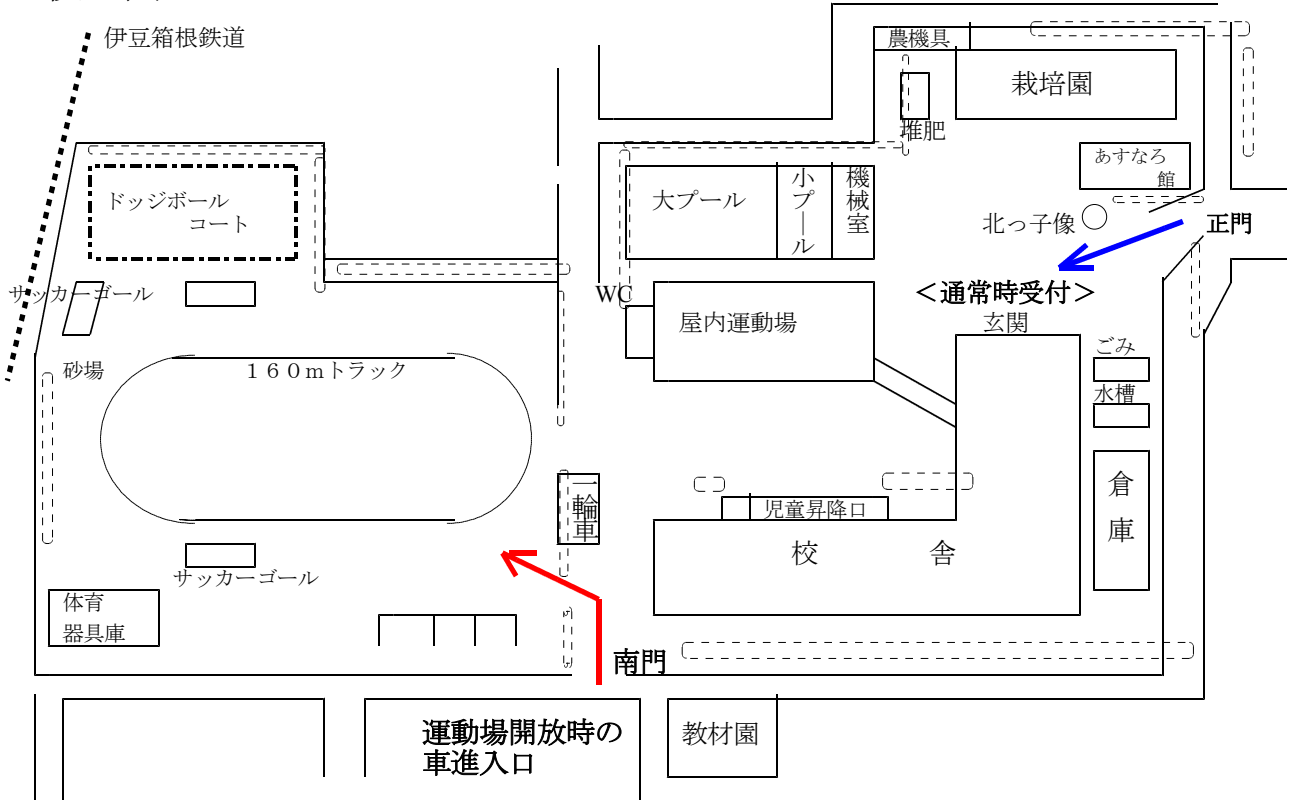 伊豆箱根鉄道
農機具
栽培園
堆肥
あすなろ
館
ドッジボール
コート
大プール
小プール
機械室
北っ子像
正門
サッカーゴール
WC
＜通常時受付＞
屋内運動場
玄関
ごみ
砂場
１６０ｍトラック
水槽
一輪車
児童昇降口
倉庫
校舎
サッカーゴール
体育
器具庫
南門
運動場開放時の
車進入口
教材園